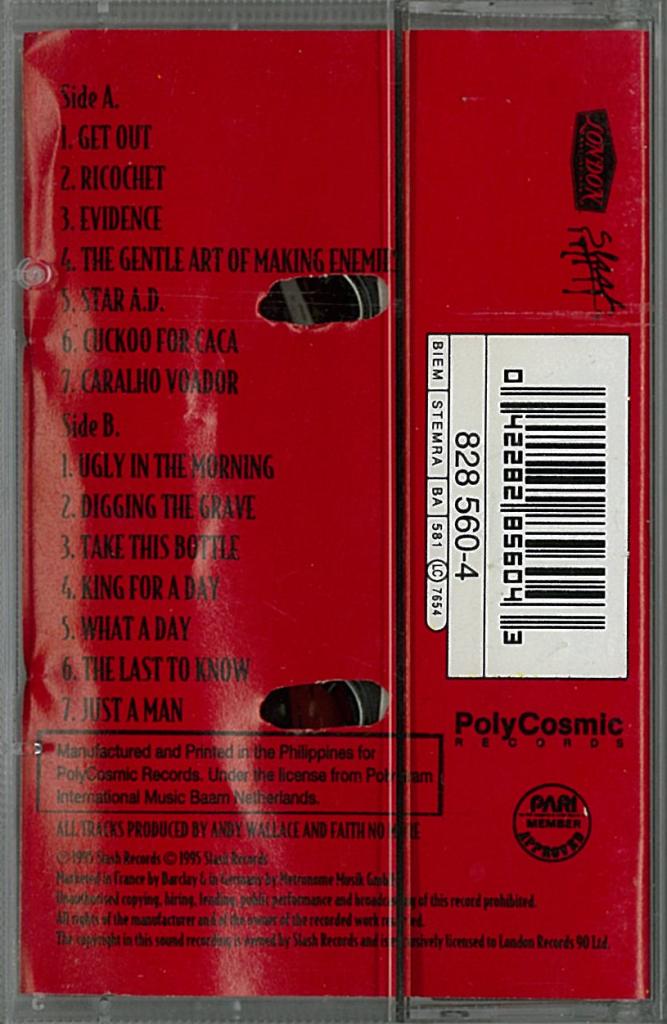 Side A.
1. GET OUT
2. RICOCHET
3. EVIDENCE
4. THE GENTLE ART OF MAKING ENEMIE
5. STAR A.D.
6. CUCKOO FOR CACA
7. CARALHO VOADOR
Side B.
1. UGLY IN THE MORNING
2. DIGGING THE GRAVE
3. TAKE THIS BOTTLE
4. KING FOR A DAY
5. WHAT A DAY
6. THE LAST TO KNOW
7. JUST A MAN
Manufactured and Printed in the Philippines for
PolyCosmic Records. Under the license from PolyGram
International Music Baarn Netherlands.
ALL TRACKS PRODUCED BY ANDY WALLACE AND FAITH NO MORE
℗ 1995 Slash Records © 1995 Slash Records
Marketed in France by Barclay & in Germany by Metronome Musik GmbH
Unauthorised copying, hiring, lending, public performance and broadcasting of this record prohibited.
All rights of the manufacturer and of the owner of the recorded work reserved.
The copyright in this sound recording is owned by Slash Records and is exclusively licensed to London Records 90 Ltd.
LONDON
Slash
BIEM STEMRA BA 581 LC 7654
828 560-4
0 42282 85604 3
PolyCosmic
RECORDS
PARI
MEMBER
APPROVED